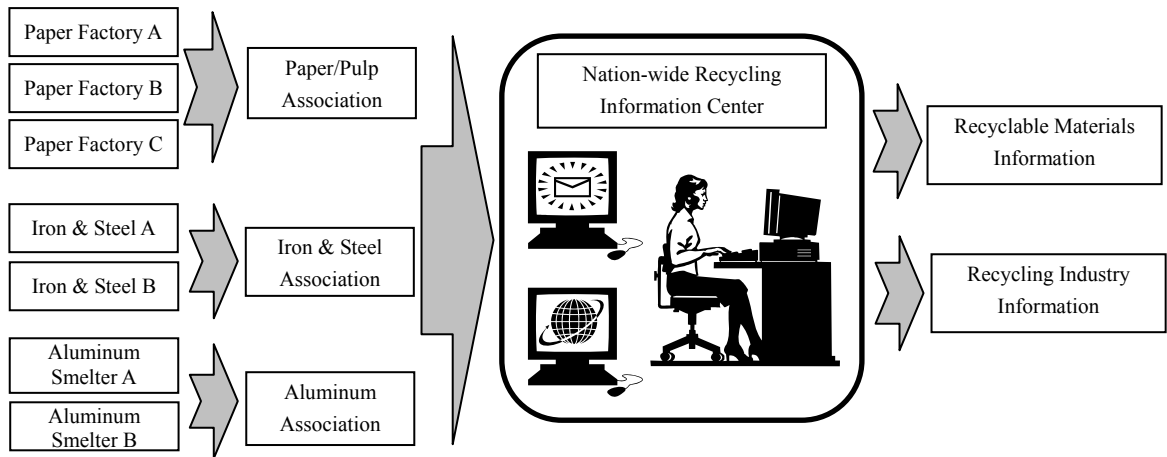 Paper Factory A
Paper Factory B
Paper Factory C
Paper/Pulp
Association
Iron & Steel A
Iron & Steel B
Iron & Steel
Association
Aluminum
Smelter A
Aluminum
Smelter B
Aluminum
Association
Nation-wide Recycling
Information Center
Recyclable Materials
Information
Recycling Industry
Information